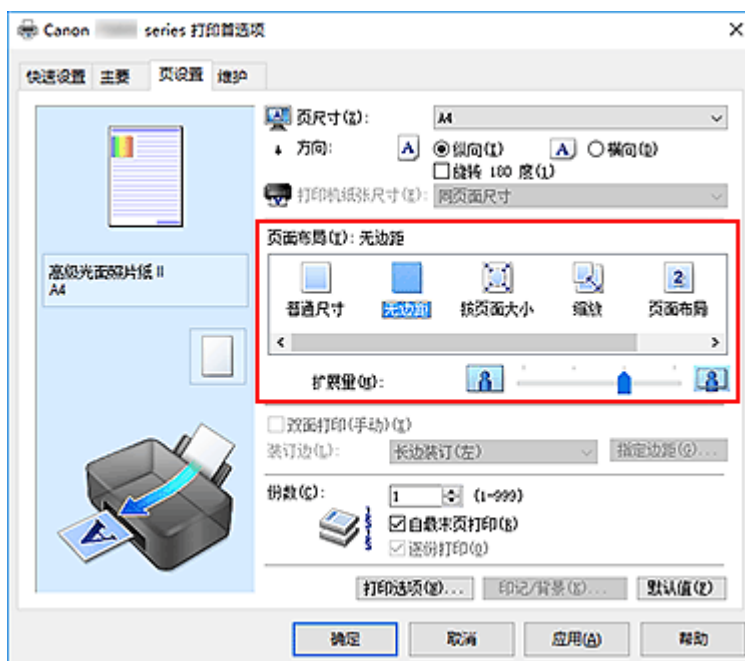 Canon series 打印首选项
快速设置 主要 页设置 维护
页尺寸(Z): A4
方向: A 纵向(T) A 横向(D)
旋转 180 度(1)
打印机纸张尺寸(E): 同页面尺寸
页面布局(I): 无边距
普通尺寸 无边距 按页面大小 缩放 页面布局
扩展量(M):
高级光面照片纸 II
A4
双面打印(手动)(X)
装订边(L): 长边装订(左) 指定边距(G)...
份数(C): 1 (1-999)
自最末页打印(R)
逐份打印(O)
打印选项(N)... 印记/背景(K)... 默认值(F)
确定 取消 应用(A) 帮助